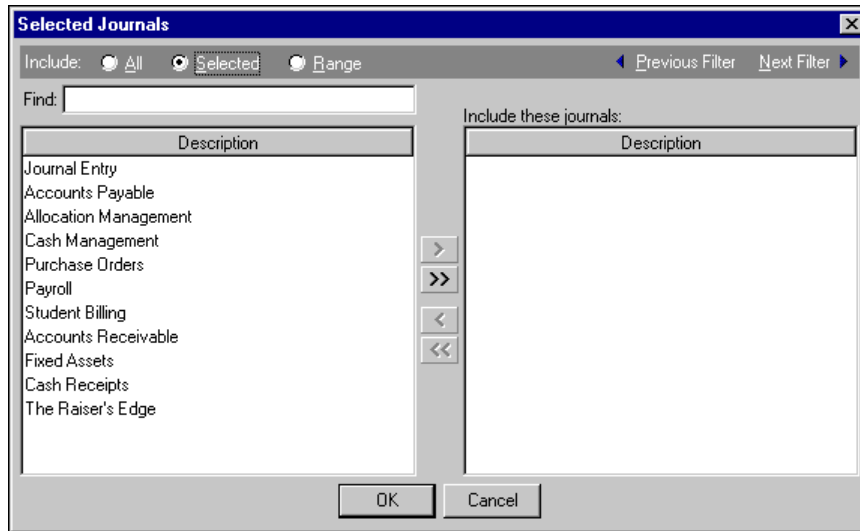 Selected Journals
Include: All Selected Range Previous Filter Next Filter
Find:
Include these journals:
Description
Description
Journal Entry
Accounts Payable
Allocation Management
Cash Management
Purchase Orders
Payroll
Student Billing
Accounts Receivable
Fixed Assets
Cash Receipts
The Raiser's Edge
>
>>
<
<<
OK Cancel